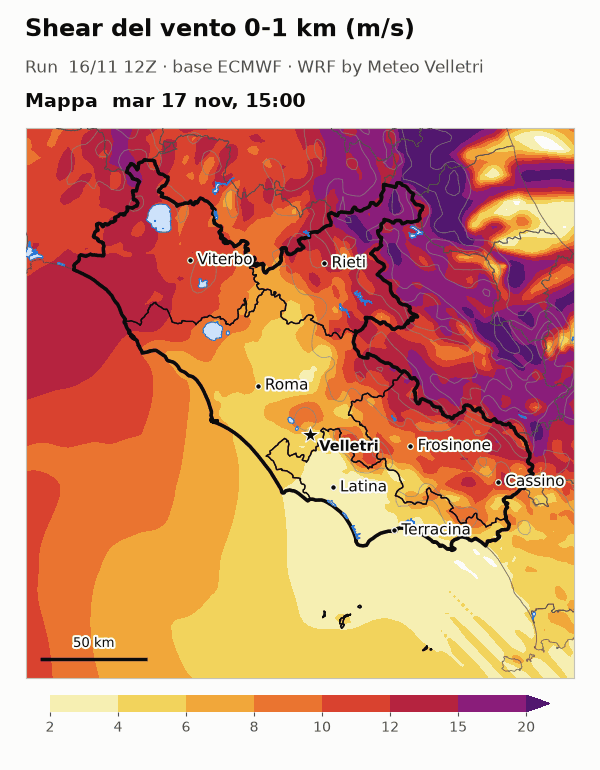 Shear del vento 0-1 km (m/s)
Run  16/11 12Z · base ECMWF · WRF by Meteo Velletri
Mappa  mar 17 nov, 15:00
Viterbo
Rieti
Roma
Velletri
Frosinone
Latina
Cassino
Terracina
50 km
2 4 6 8 10 12 15 20